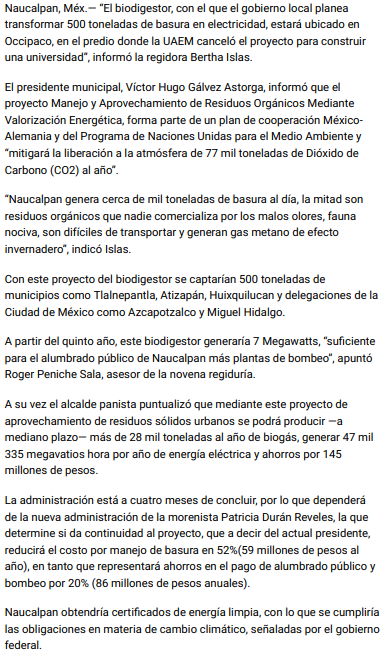 Naucalpan, Méx.— “El biodigestor, con el que el gobierno local planea
transformar 500 toneladas de basura en electricidad, estará ubicado en
Occipaco, en el predio donde la UAEM canceló el proyecto para construir
una universidad”, informó la regidora Bertha Islas.
El presidente municipal, Víctor Hugo Gálvez Astorga, informó que el
proyecto Manejo y Aprovechamiento de Residuos Orgánicos Mediante
Valorización Energética, forma parte de un plan de cooperación México-
Alemania y del Programa de Naciones Unidas para el Medio Ambiente y
“mitigará la liberación a la atmósfera de 77 mil toneladas de Dióxido de
Carbono (CO2) al año”.
“Naucalpan genera cerca de mil toneladas de basura al día, la mitad son
residuos orgánicos que nadie comercializa por los malos olores, fauna
nociva, son difíciles de transportar y generan gas metano de efecto
invernadero”, indicó Islas.
Con este proyecto del biodigestor se captarían 500 toneladas de
municipios como Tlalnepantla, Atizapán, Huixquilucan y delegaciones de la
Ciudad de México como Azcapotzalco y Miguel Hidalgo.
A partir del quinto año, este biodigestor generaría 7 Megawatts, “suficiente
para el alumbrado público de Naucalpan más plantas de bombeo”, apuntó
Roger Peniche Sala, asesor de la novena regiduría.
A su vez el alcalde panista puntualizó que mediante este proyecto de
aprovechamiento de residuos sólidos urbanos se podrá producir —a
mediano plazo— más de 28 mil toneladas al año de biogás, generar 47 mil
335 megavatios hora por año de energía eléctrica y ahorros por 145
millones de pesos.
La administración está a cuatro meses de concluir, por lo que dependerá
de la nueva administración de la morenista Patricia Durán Reveles, la que
determine si da continuidad al proyecto, que a decir del actual presidente,
reducirá el costo por manejo de basura en 52%(59 millones de pesos al
año), en tanto que representará ahorros en el pago de alumbrado público y
bombeo por 20% (86 millones de pesos anuales).
Naucalpan obtendría certificados de energía limpia, con lo que se cumpliría
las obligaciones en materia de cambio climático, señaladas por el gobierno
federal.